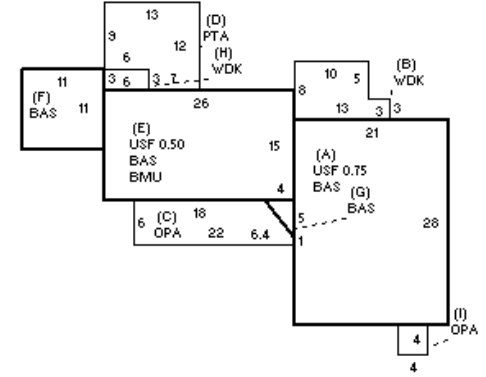 13
(D)
PTA
9
12
6
(H)
WDK
3
6
3
7
11
(F)
BAS
11
10
5
(B)
WDK
8
13
3
3
26
(E)
USF 0.50
BAS
BMU
15
4
21
(A)
USF 0.75
BAS
(G)
BAS
28
6
(C)
OPA
18
22
6.4
5
1
(I)
OPA
4
4